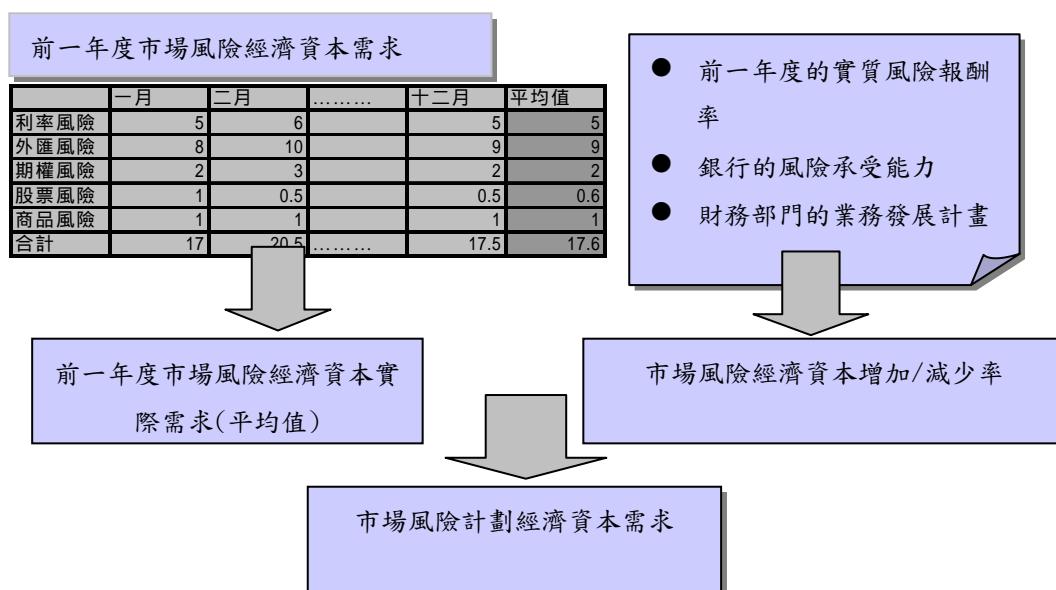 前一年度市場風險經濟資本需求
一月 二月 ……… 十二月 平均值
利率風險 5 6 5 5
外匯風險 8 10 9 9
期權風險 2 3 2 2
股票風險 1 0.5 0.5 0.6
商品風險 1 1 1 1
合計 17 20.5 ……… 17.5 17.6
● 前一年度的實質風險報酬
率
● 銀行的風險承受能力
● 財務部門的業務發展計畫
前一年度市場風險經濟資本實
際需求(平均值)
市場風險經濟資本增加/減少率
市場風險計劃經濟資本需求